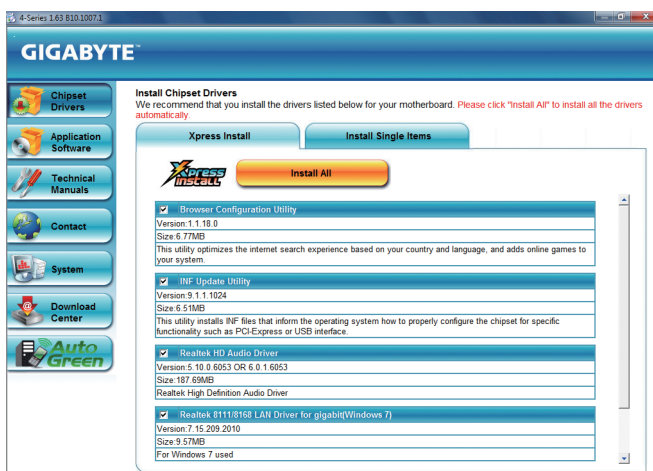 4-Series 1.63 B10.1007.1
GIGABYTE™
Chipset
Drivers
Application
Software
Technical
Manuals
Contact
System
Download
Center
Auto
Green
Install Chipset Drivers
We recommend that you install the drivers listed below for your motherboard. Please click "Install All" to install all the drivers
automatically.
Xpress Install
Install Single Items
Xpress
Install
Install All
Browser Configuration Utility
Version:1.1.18.0
Size:6.77MB
This utility optimizes the internet search experience based on your country and language, and adds online games to
your system.
INF Update Utility
Version:9.1.1.1024
Size:6.51MB
This utility installs INF files that inform the operating system how to properly configure the chipset for specific
functionality such as PCI-Express or USB interface.
Realtek HD Audio Driver
Version:5.10.0.6053 OR 6.0.1.6053
Size:187.69MB
Realtek High Definition Audio Driver
Realtek 8111/8168 LAN Driver for gigabit(Windows 7)
Version:7.15.209.2010
Size:9.57MB
For Windows 7 used